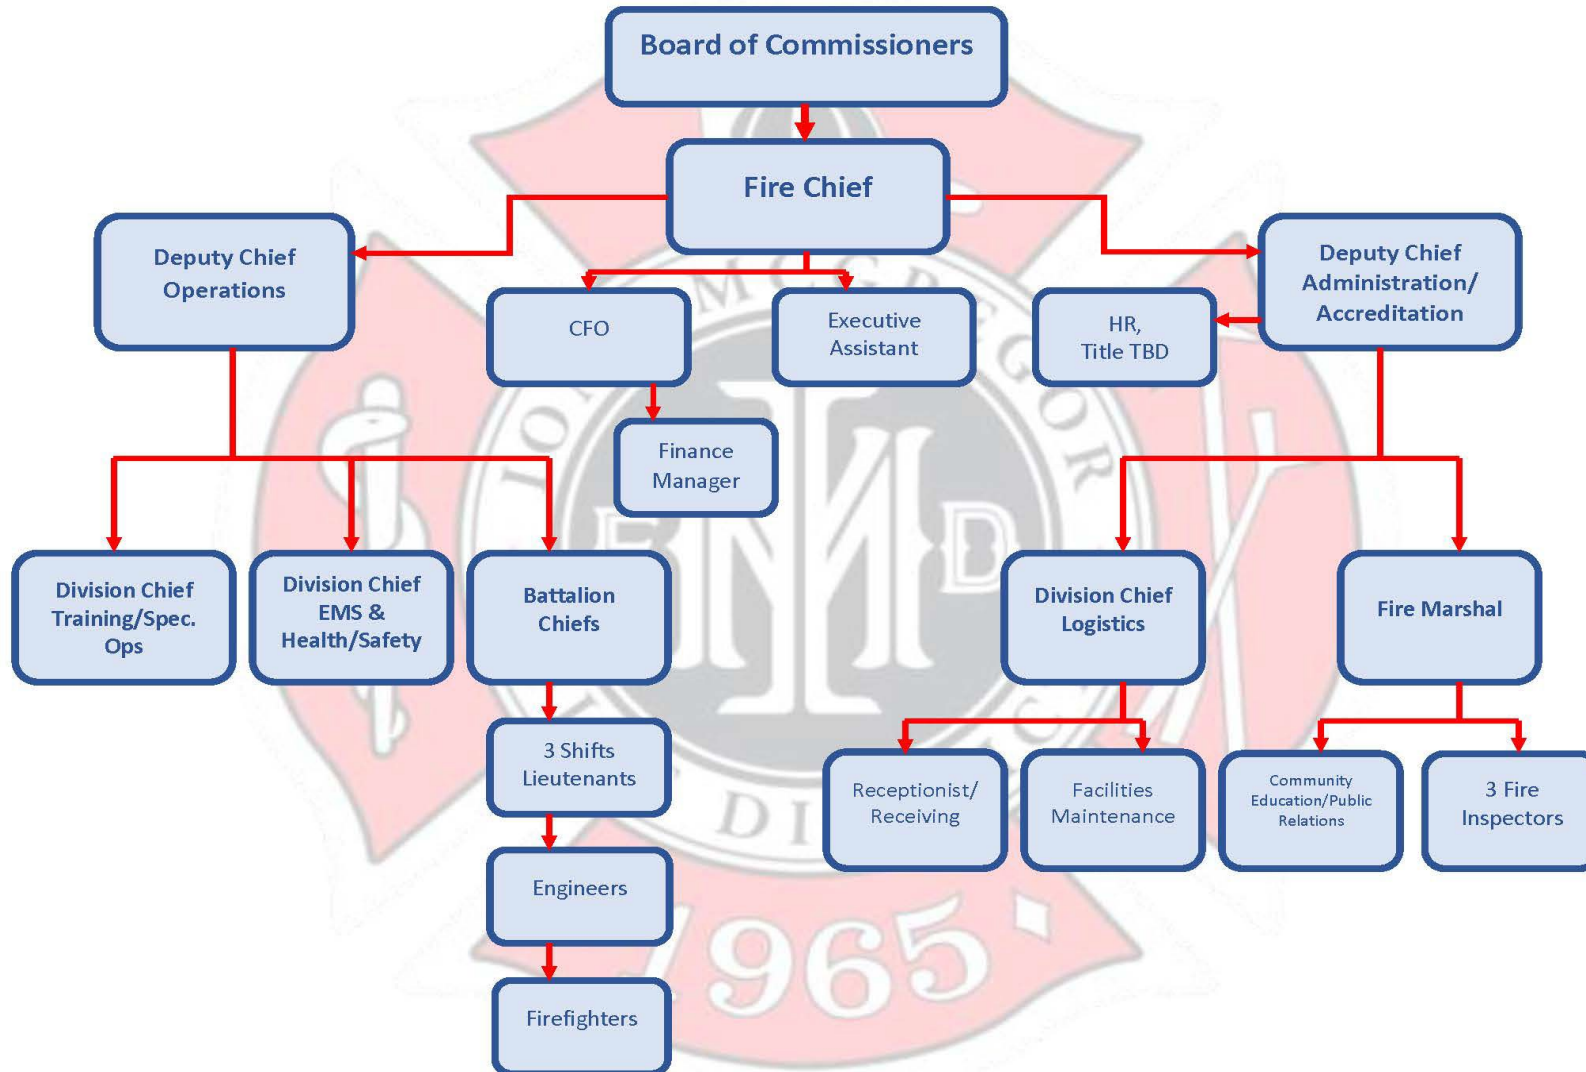 Board of Commissioners
Fire Chief
Deputy Chief
Operations
Deputy Chief
Administration/
Accreditation
CFO
Executive
Assistant
HR,
Title TBD
Finance
Manager
Division Chief
Training/Spec.
Ops
Division Chief
EMS &
Health/Safety
Battalion
Chiefs
Division Chief
Logistics
Fire Marshal
3 Shifts
Lieutenants
Receptionist/
Receiving
Facilities
Maintenance
Community
Education/Public
Relations
3 Fire
Inspectors
Engineers
Firefighters
MCGREGOR
1965